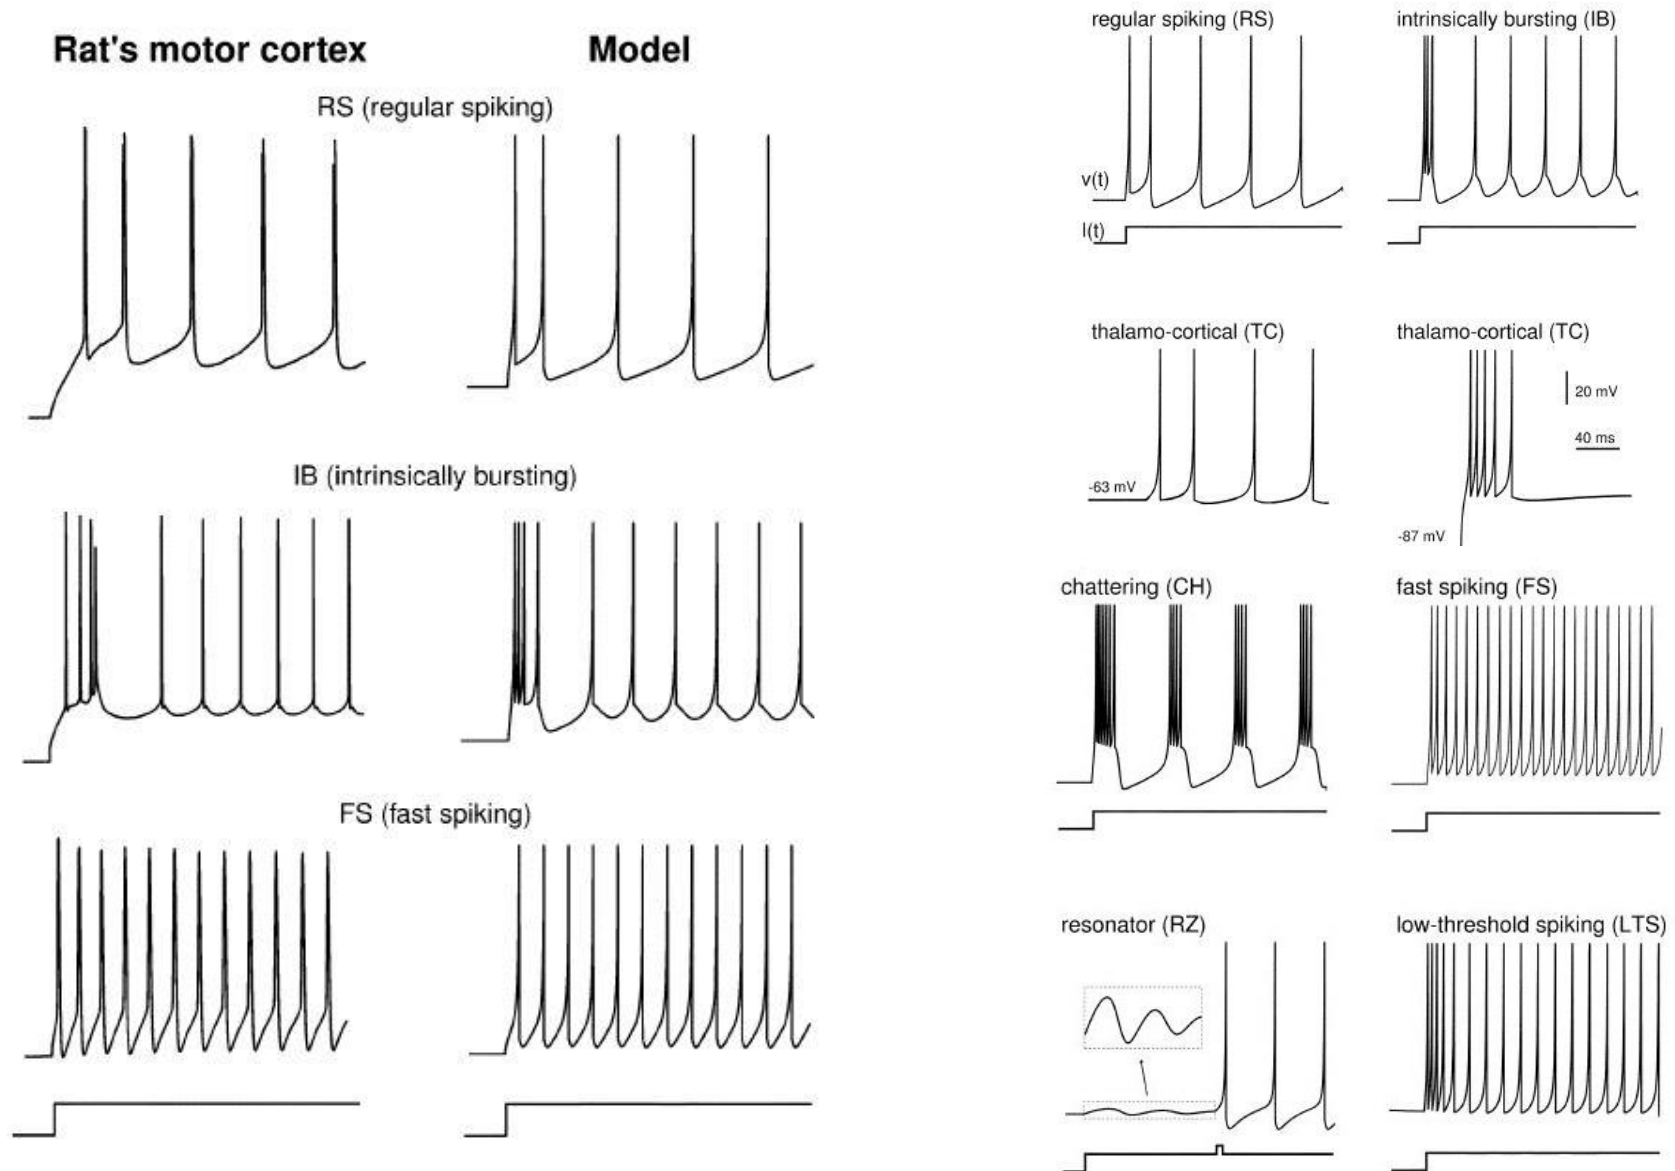 Rat's motor cortex
Model
RS (regular spiking)
IB (intrinsically bursting)
FS (fast spiking)
regular spiking (RS)
intrinsically bursting (IB)
v(t)
I(t)
thalamo-cortical (TC)
thalamo-cortical (TC)
20 mV
40 ms
-63 mV
-87 mV
chattering (CH)
fast spiking (FS)
resonator (RZ)
low-threshold spiking (LTS)